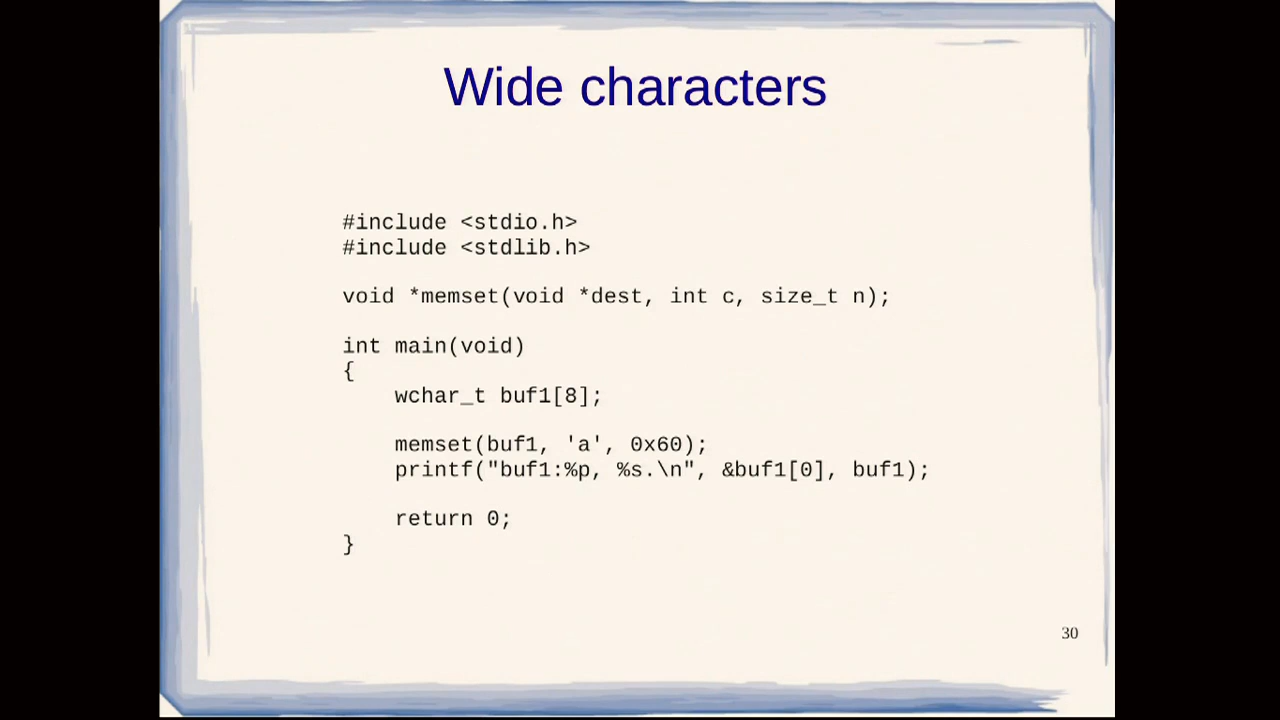 Wide characters
#include <stdio.h>
#include <stdlib.h>
void *memset(void *dest, int c, size_t n);
int main(void)
{
wchar_t buf1[8];
memset(buf1, 'a', 0x60);
printf("buf1:%p, %s.\n", &buf1[0], buf1);
return 0;
}
30